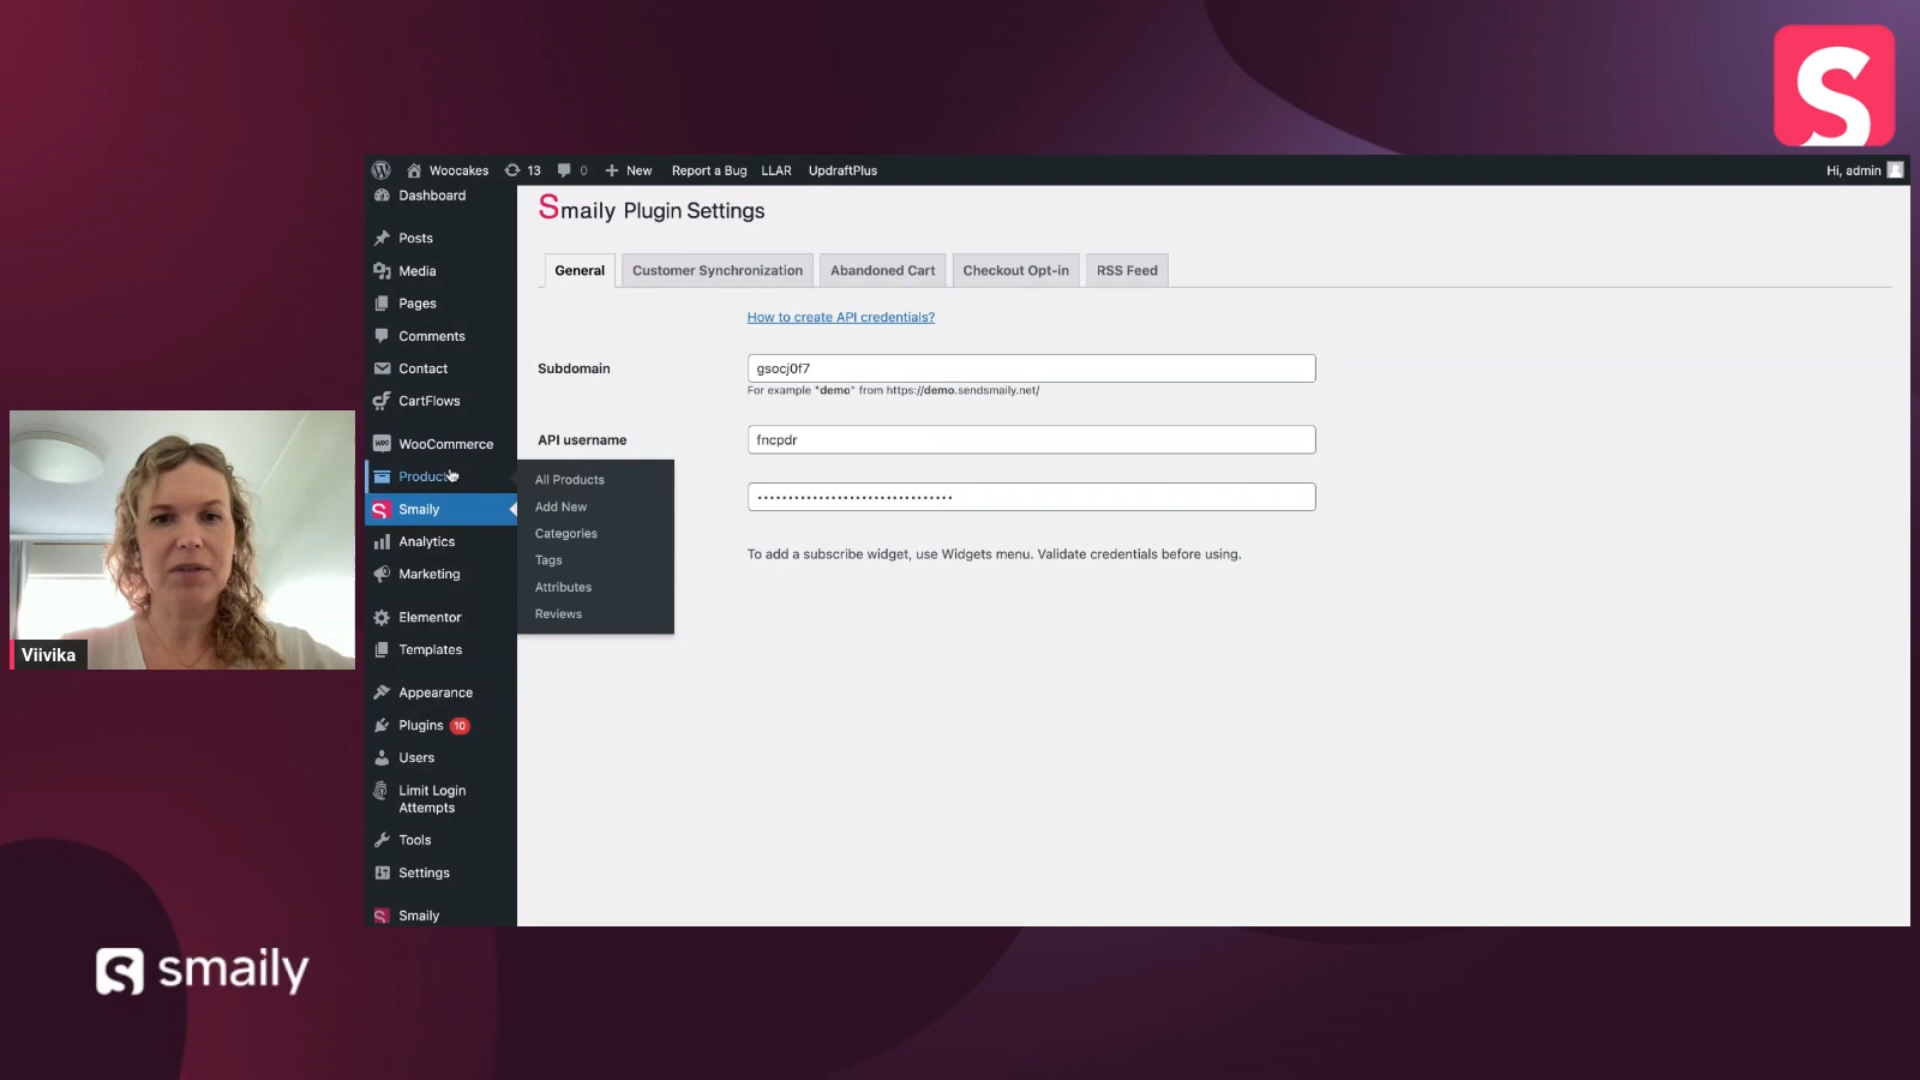 Woocakes 13 0 New Report a Bug LLAR UpdraftPlus Hi, admin
Dashboard
Posts
Media
Pages
Comments
Contact
CartFlows
WooCommerce
Product
Smaily
Analytics
Marketing
Elementor
Templates
Appearance
Plugins 10
Users
Limit Login
Attempts
Tools
Settings
Smaily
All Products
Add New
Categories
Tags
Attributes
Reviews
Smaily Plugin Settings
General Customer Synchronization Abandoned Cart Checkout Opt-in RSS Feed
How to create API credentials?
Subdomain gsocj0f7
For example "demo" from https://demo.sendsmaily.net/
API username fncpdr
To add a subscribe widget, use Widgets menu. Validate credentials before using.
Viivika
smaily